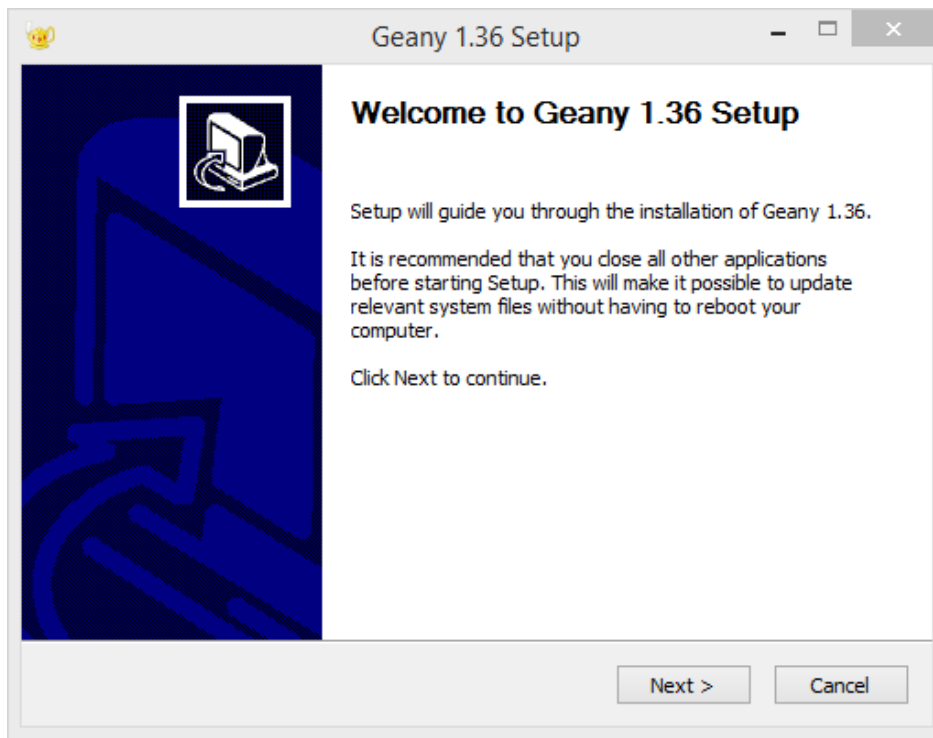 Geany 1.36 Setup
Welcome to Geany 1.36 Setup
Setup will guide you through the installation of Geany 1.36.
It is recommended that you close all other applications
before starting Setup. This will make it possible to update
relevant system files without having to reboot your
computer.
Click Next to continue.
Next >
Cancel